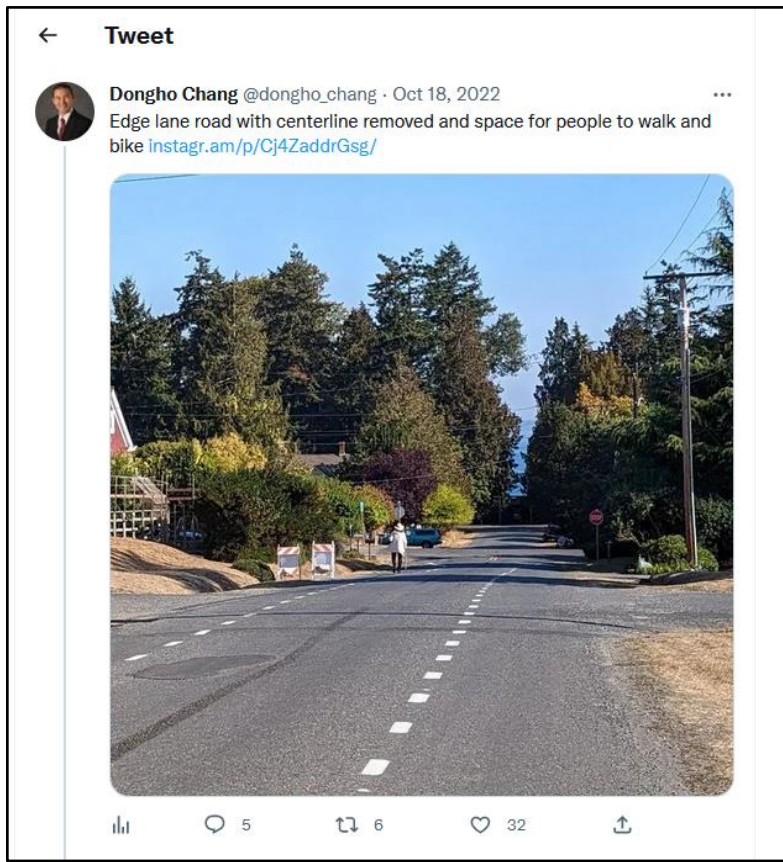 Tweet
Dongho Chang @dongho_chang · Oct 18, 2022
Edge lane road with centerline removed and space for people to walk and
bike instagr.am/p/Cj4ZaddrGsg/
5 6 32